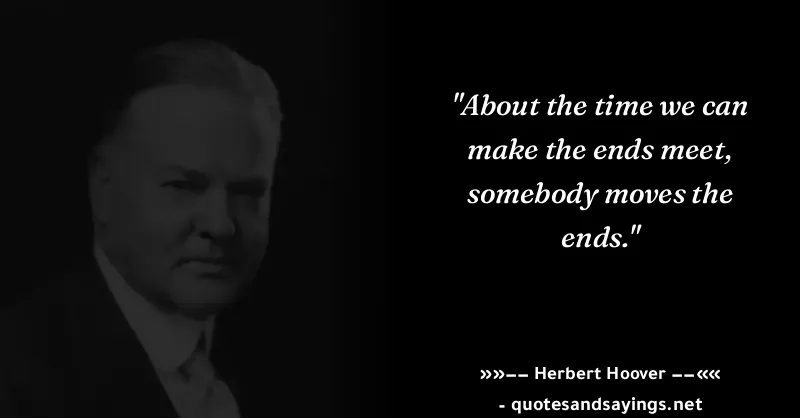 "About the time we can
make the ends meet,
somebody moves the
ends."
»»–– Herbert Hoover ––««
- quotesandsayings.net